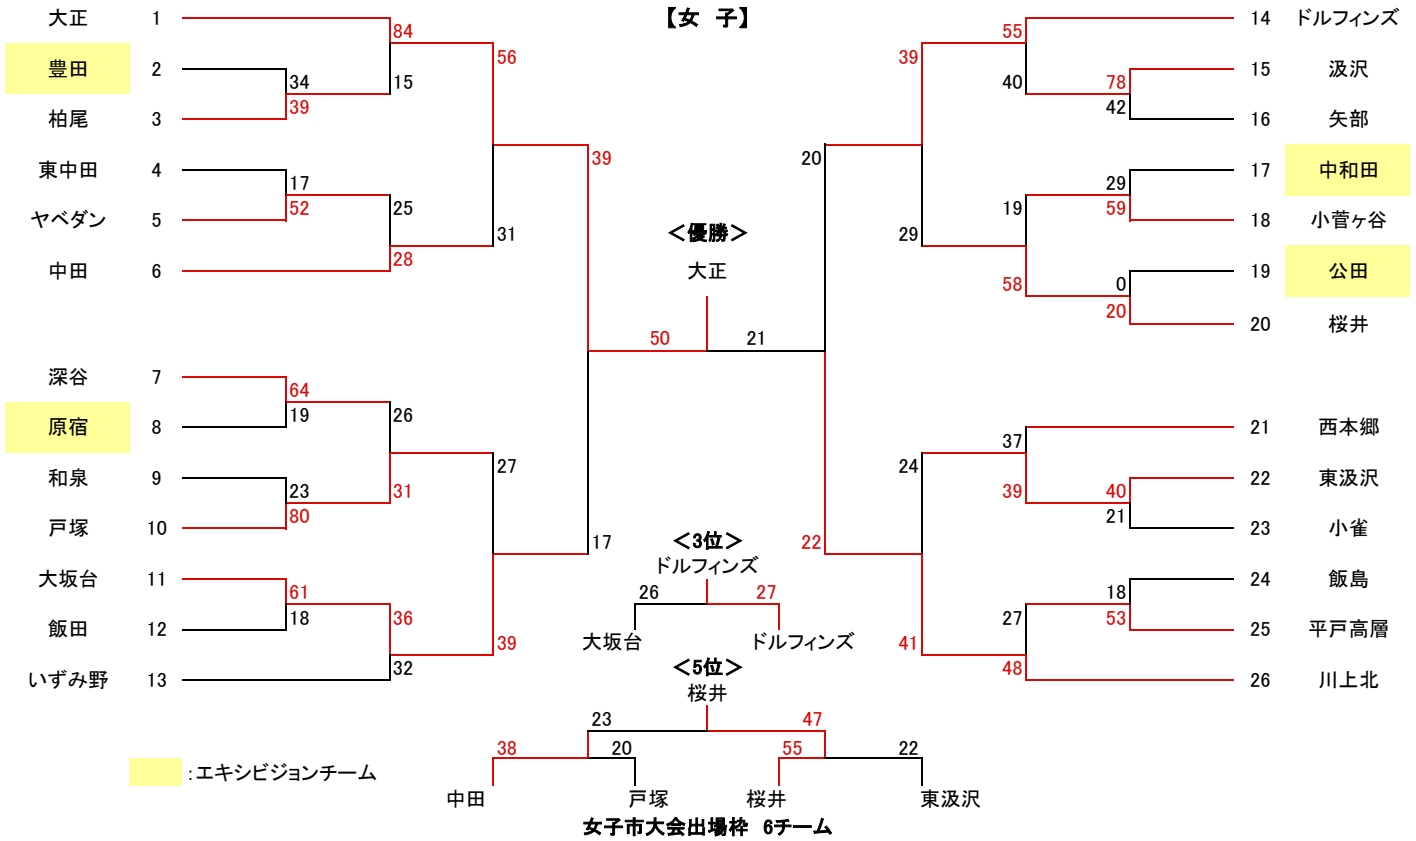 【女　子】
大正 1
豊田 2
柏尾 3
東中田 4
ヤベダン 5
中田 6
深谷 7
原宿 8
和泉 9
戸塚 10
大坂台 11
飯田 12
いずみ野 13
84
15
34
39
17
52
25
28
56
31
64
19
26
23
80
31
61
18
36
32
27
39
39
17
50
＜優勝＞
大正
21
14 ドルフィンズ
15 汲沢
16 矢部
17 中和田
18 小菅ヶ谷
19 公田
20 桜井
21 西本郷
22 東汲沢
23 小雀
24 飯島
25 平戸高層
26 川上北
55
40
78
42
29
59
19
58
0
20
39
29
20
22
37
39
40
21
24
41
18
53
27
48
＜3位＞
ドルフィンズ
26 27
大坂台 ドルフィンズ
＜5位＞
桜井
23 47
38 20 55 22
中田 戸塚 桜井 東汲沢
：エキシビジョンチーム
女子市大会出場枠　6チーム